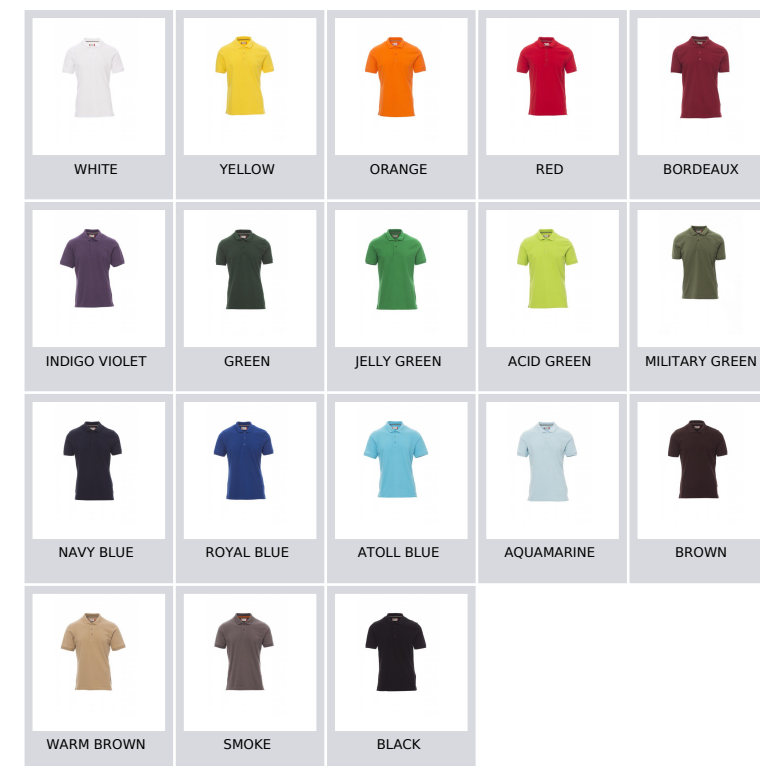 WHITE
YELLOW
ORANGE
RED
BORDEAUX
INDIGO VIOLET
GREEN
JELLY GREEN
ACID GREEN
MILITARY GREEN
NAVY BLUE
ROYAL BLUE
ATOLL BLUE
AQUAMARINE
BROWN
WARM BROWN
SMOKE
BLACK